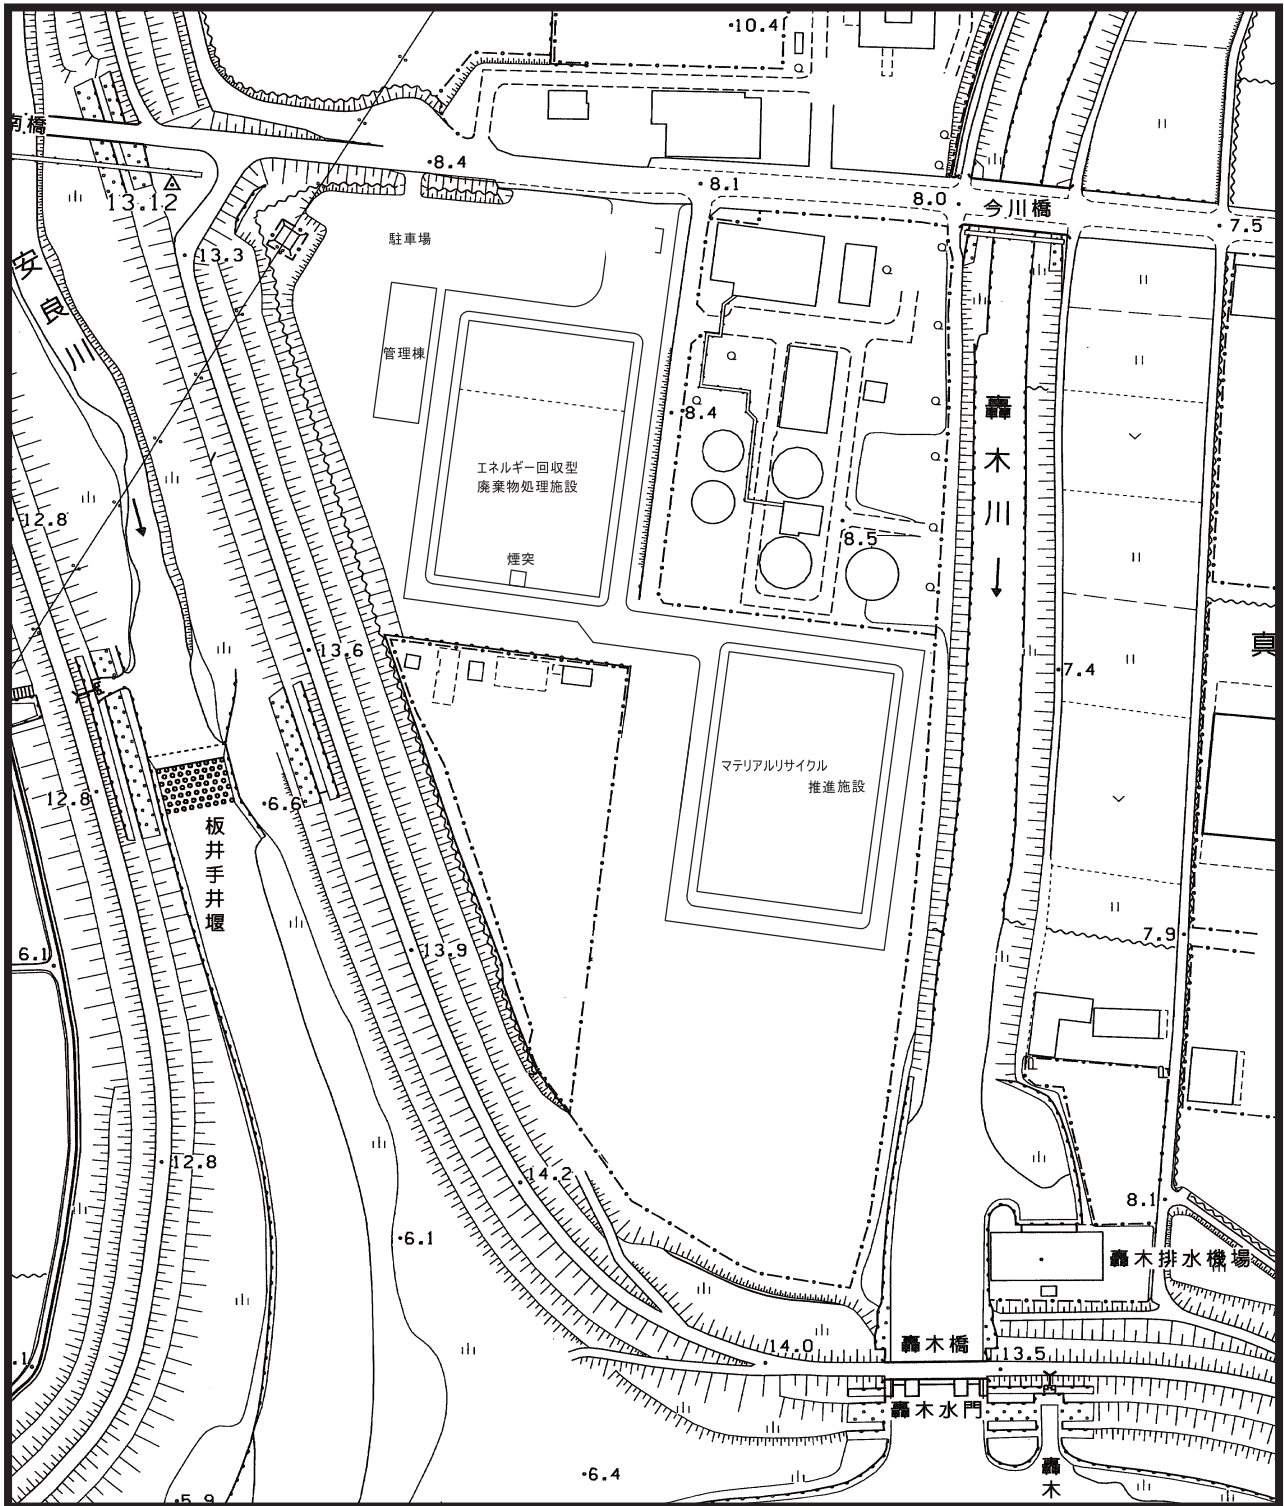 10.4
南橋
8.4
13.12
8.1
8.0
今川橋
7.5
安良川
13.3
駐車場
管理棟
8.4
轟木川
エネルギー回収型
廃棄物処理施設
12.8
8.5
煙突
真
13.6
7.4
マテリアルリサイクル
推進施設
12.8
6.6
板井手井堰
7.9
6.1
13.9
12.8
14.2
8.1
6.1
轟木排水機場
轟木橋
14.0
13.5
.1
轟木水門
轟木
6.4
5.9